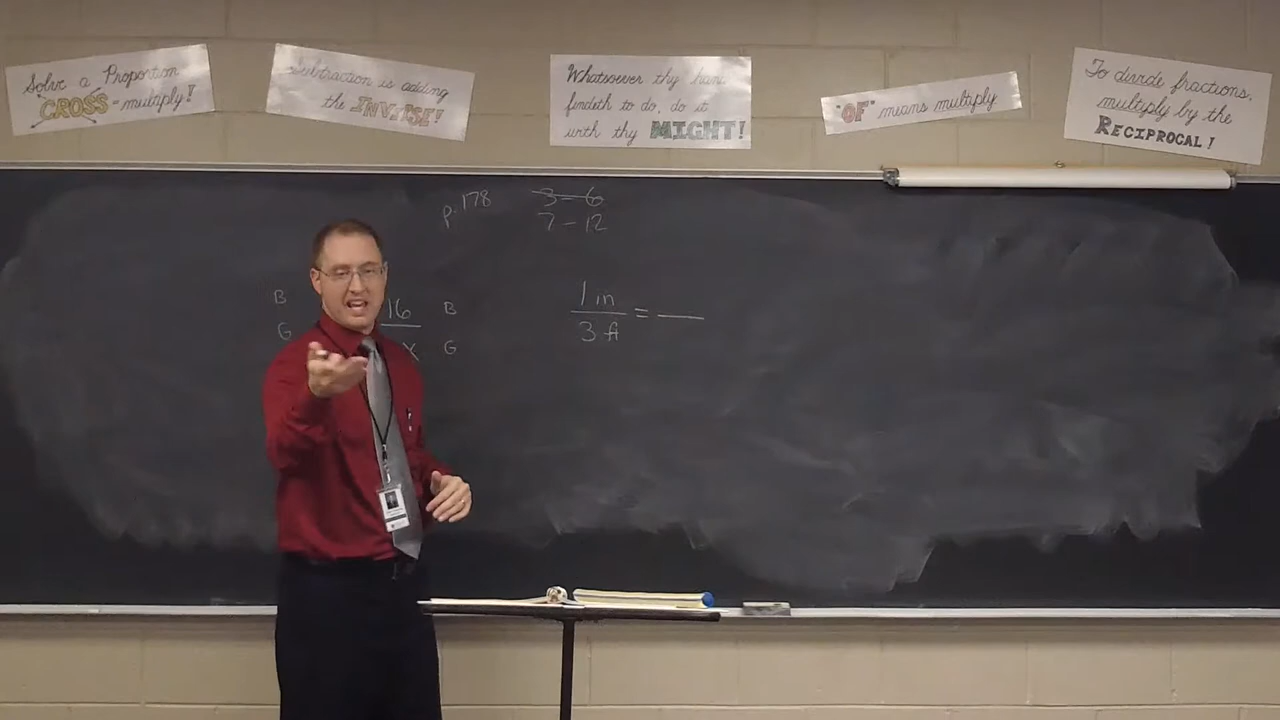 Solve a Proportion
CROSS-multiply!
Subtraction is adding
the INVERSE!
Whatsoever thy hand
findeth to do, do it
with thy MIGHT!
"OF" means multiply
To divide fractions,
multiply by the
RECIPROCAL!
p. 178
3-6
7-12
B 16 B
G x G
1 in
=
3 ft